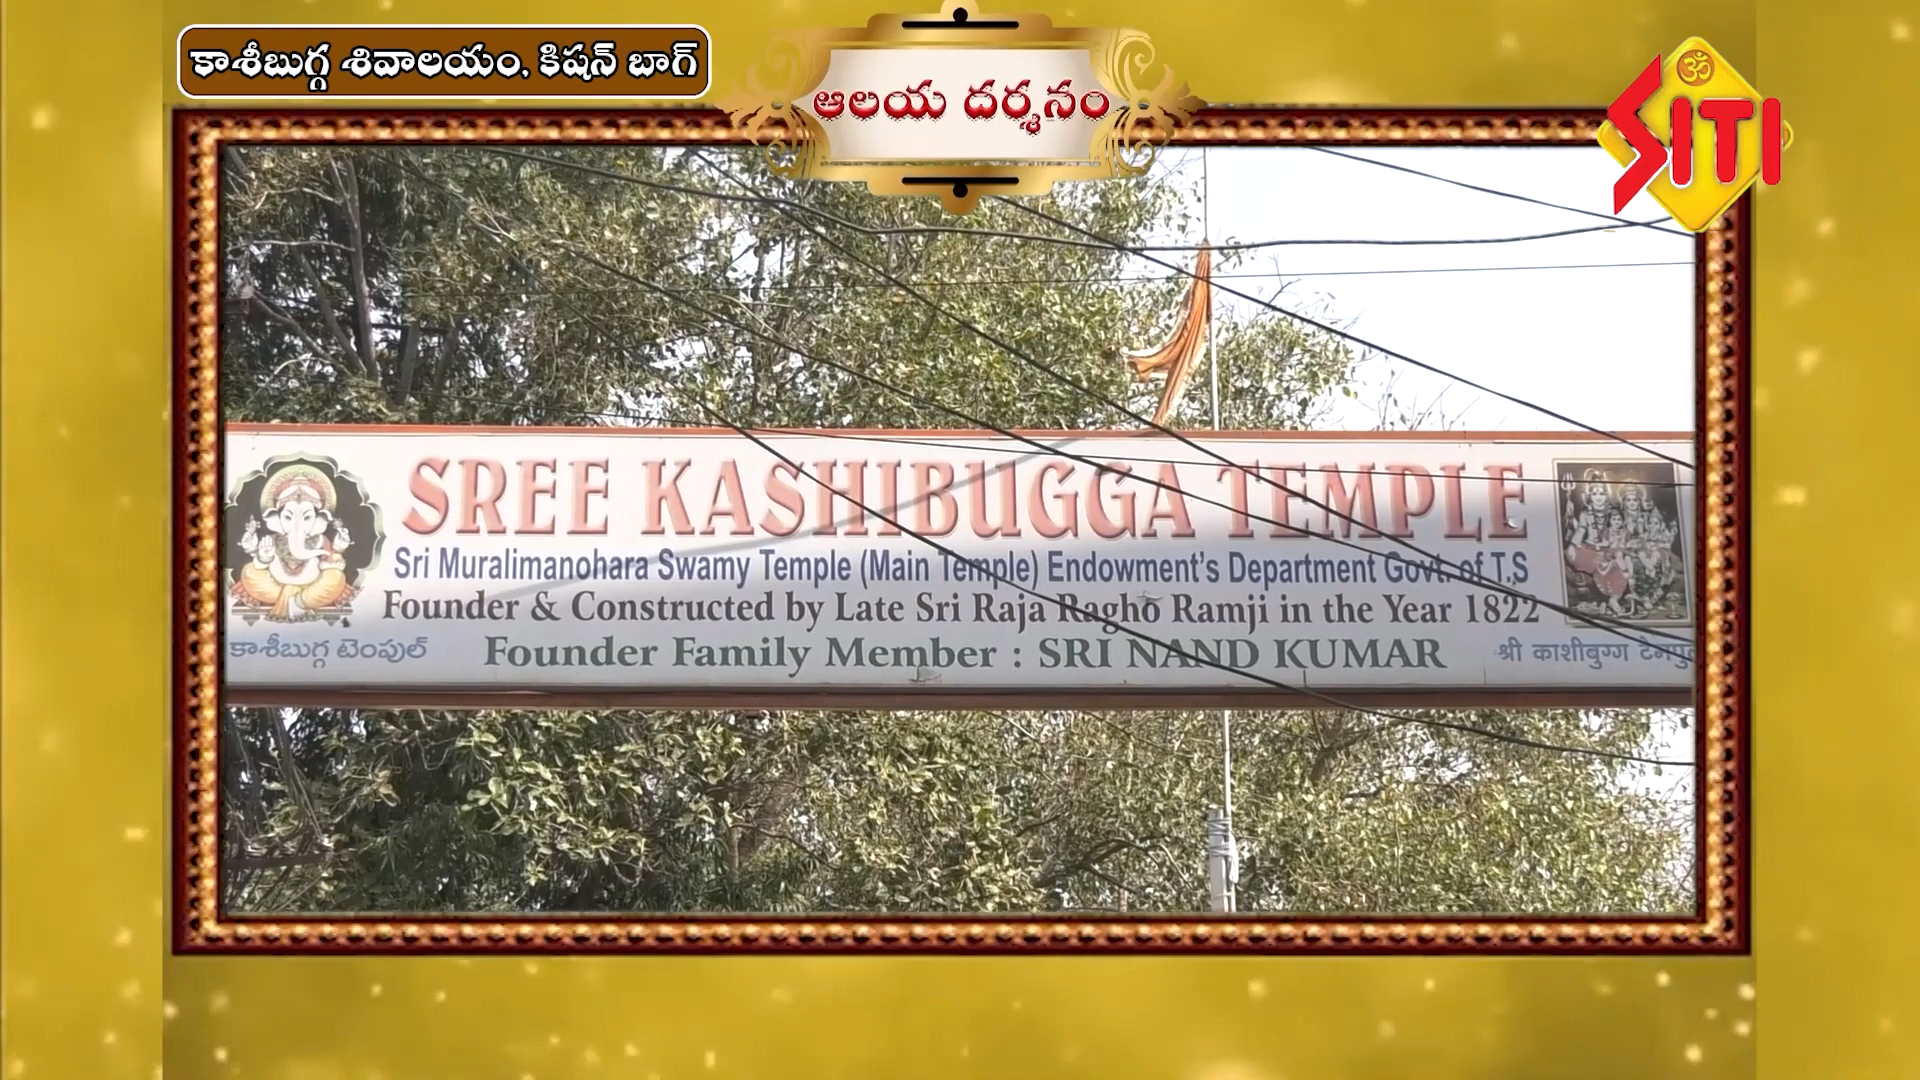 కాశీబుగ్గ శివాలయం, కిషన్ బాగ్
ఆలయ దర్శనం
ॐ
SITI
SREE KASHIBUGGA TEMPLE
Sri Muralimanohara Swamy Temple (Main Temple) Endowment's Department Govt. of T.S
Founder & Constructed by Late Sri Raja Ragho Ramji in the Year 1822
కాశీబుగ్గ టెంపుల్
Founder Family Member : SRI NAND KUMAR
श्री काशीबुग्ग